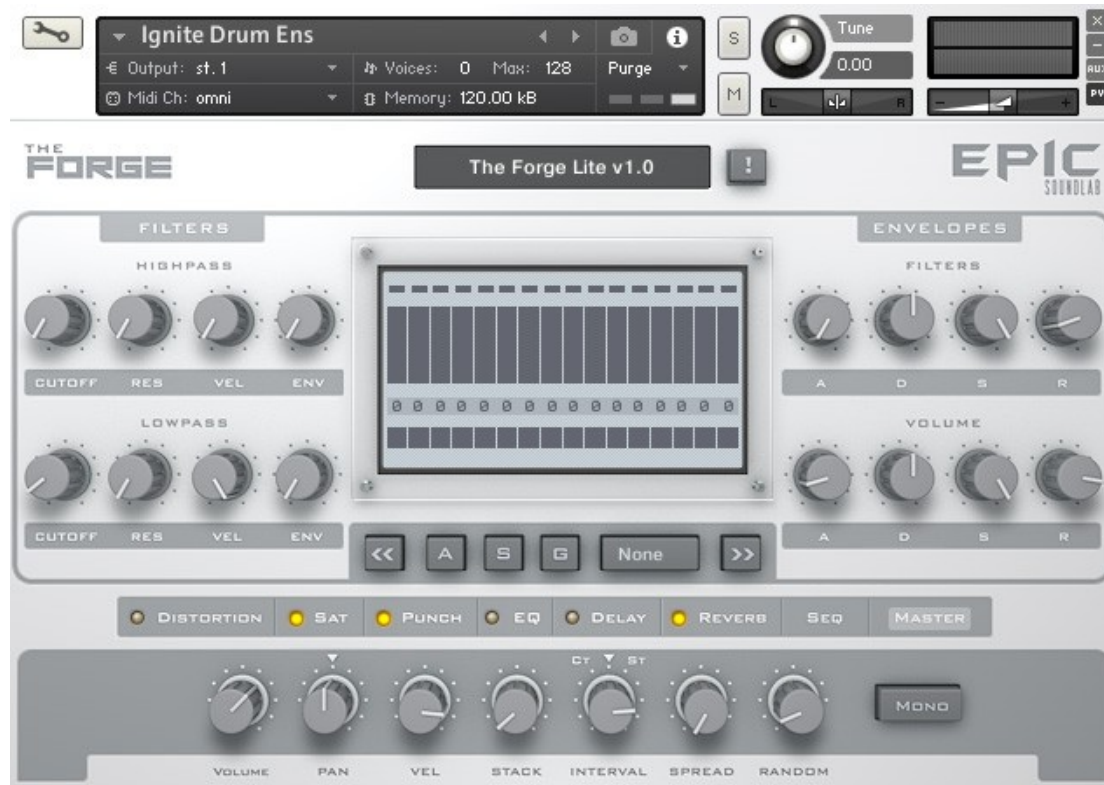 Ignite Drum Ens
Output: st. 1
Voices: 0 Max: 128
Purge
Midi Ch: omni
Memory: 120.00 kB
S
M
Tune
0.00
L
R
-
+
×
-
AUX
PV
THE
FORGE
The Forge Lite v1.0
!
EPIC
SOUNDLAB
FILTERS
HIGHPASS
CUTOFF RES VEL ENV
LOWPASS
CUTOFF RES VEL ENV
0 0 0 0 0 0 0 0 0 0 0 0 0 0 0 0
<< A S G None >>
ENVELOPES
FILTERS
A D S R
VOLUME
A D S R
DISTORTION SAT PUNCH EQ DELAY REVERB SEQ MASTER
CT ST
MONO
VOLUME PAN VEL STACK INTERVAL SPREAD RANDOM